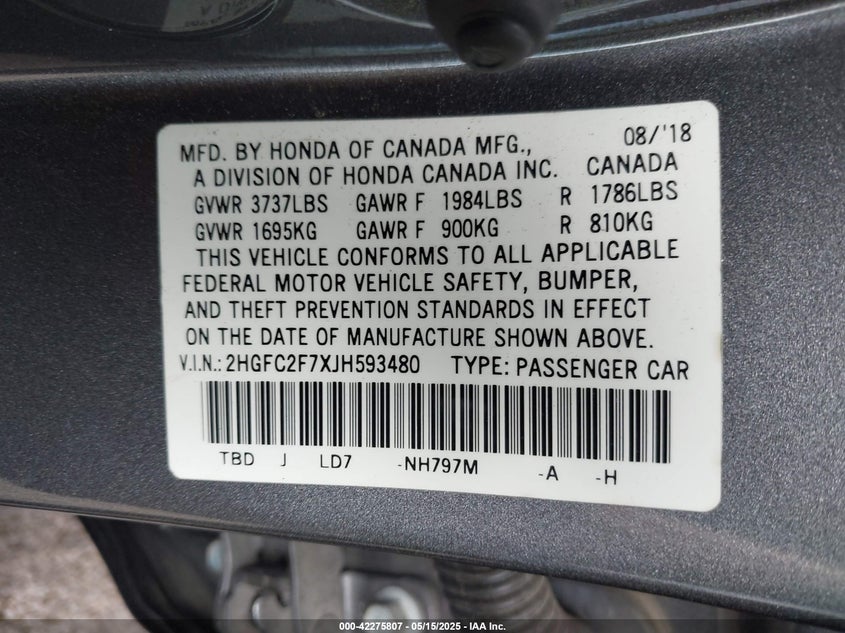 MFD. BY HONDA OF CANADA MFG., 08/'18
A DIVISION OF HONDA CANADA INC. CANADA
GVWR 3737LBS GAWR F 1984LBS R 1786LBS
GVWR 1695KG GAWR F 900KG R 810KG
THIS VEHICLE CONFORMS TO ALL APPLICABLE
FEDERAL MOTOR VEHICLE SAFETY, BUMPER,
AND THEFT PREVENTION STANDARDS IN EFFECT
ON THE DATE OF MANUFACTURE SHOWN ABOVE.
V.I.N.: 2HGFC2F7XJH593480 TYPE: PASSENGER CAR
TBD J LD7 -NH797M -A -H
000-42275807 - 05/15/2025 - IAA Inc.